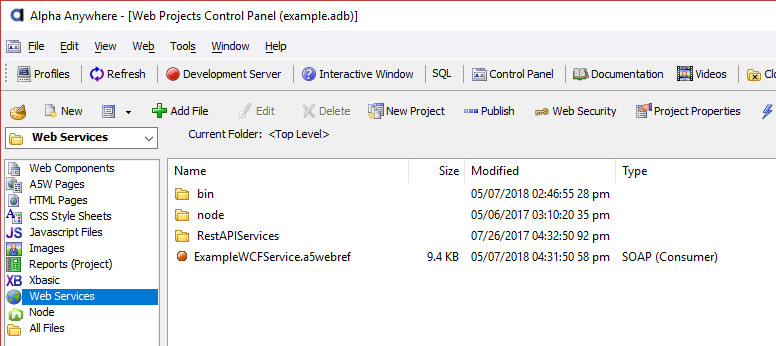 Alpha Anywhere - [Web Projects Control Panel (example.adb)]
File Edit View Web Tools Window Help
Profiles Refresh Development Server Interactive Window SQL Control Panel Documentation Videos Clo
New Add File Edit Delete New Project Publish Web Security Project Properties
Web Services Current Folder: <Top Level>
Name Size Modified Type
Web Components
A5W Pages
HTML Pages
CSS Style Sheets
JS Javascript Files
Images
Reports (Project)
XB Xbasic
Web Services
Node
All Files
bin 05/07/2018 02:46:55 28 pm
node 05/06/2017 03:10:20 35 pm
RestAPIServices 07/26/2017 04:32:50 92 pm
ExampleWCFService.a5webref 9.4 KB 05/07/2018 04:31:50 58 pm SOAP (Consumer)